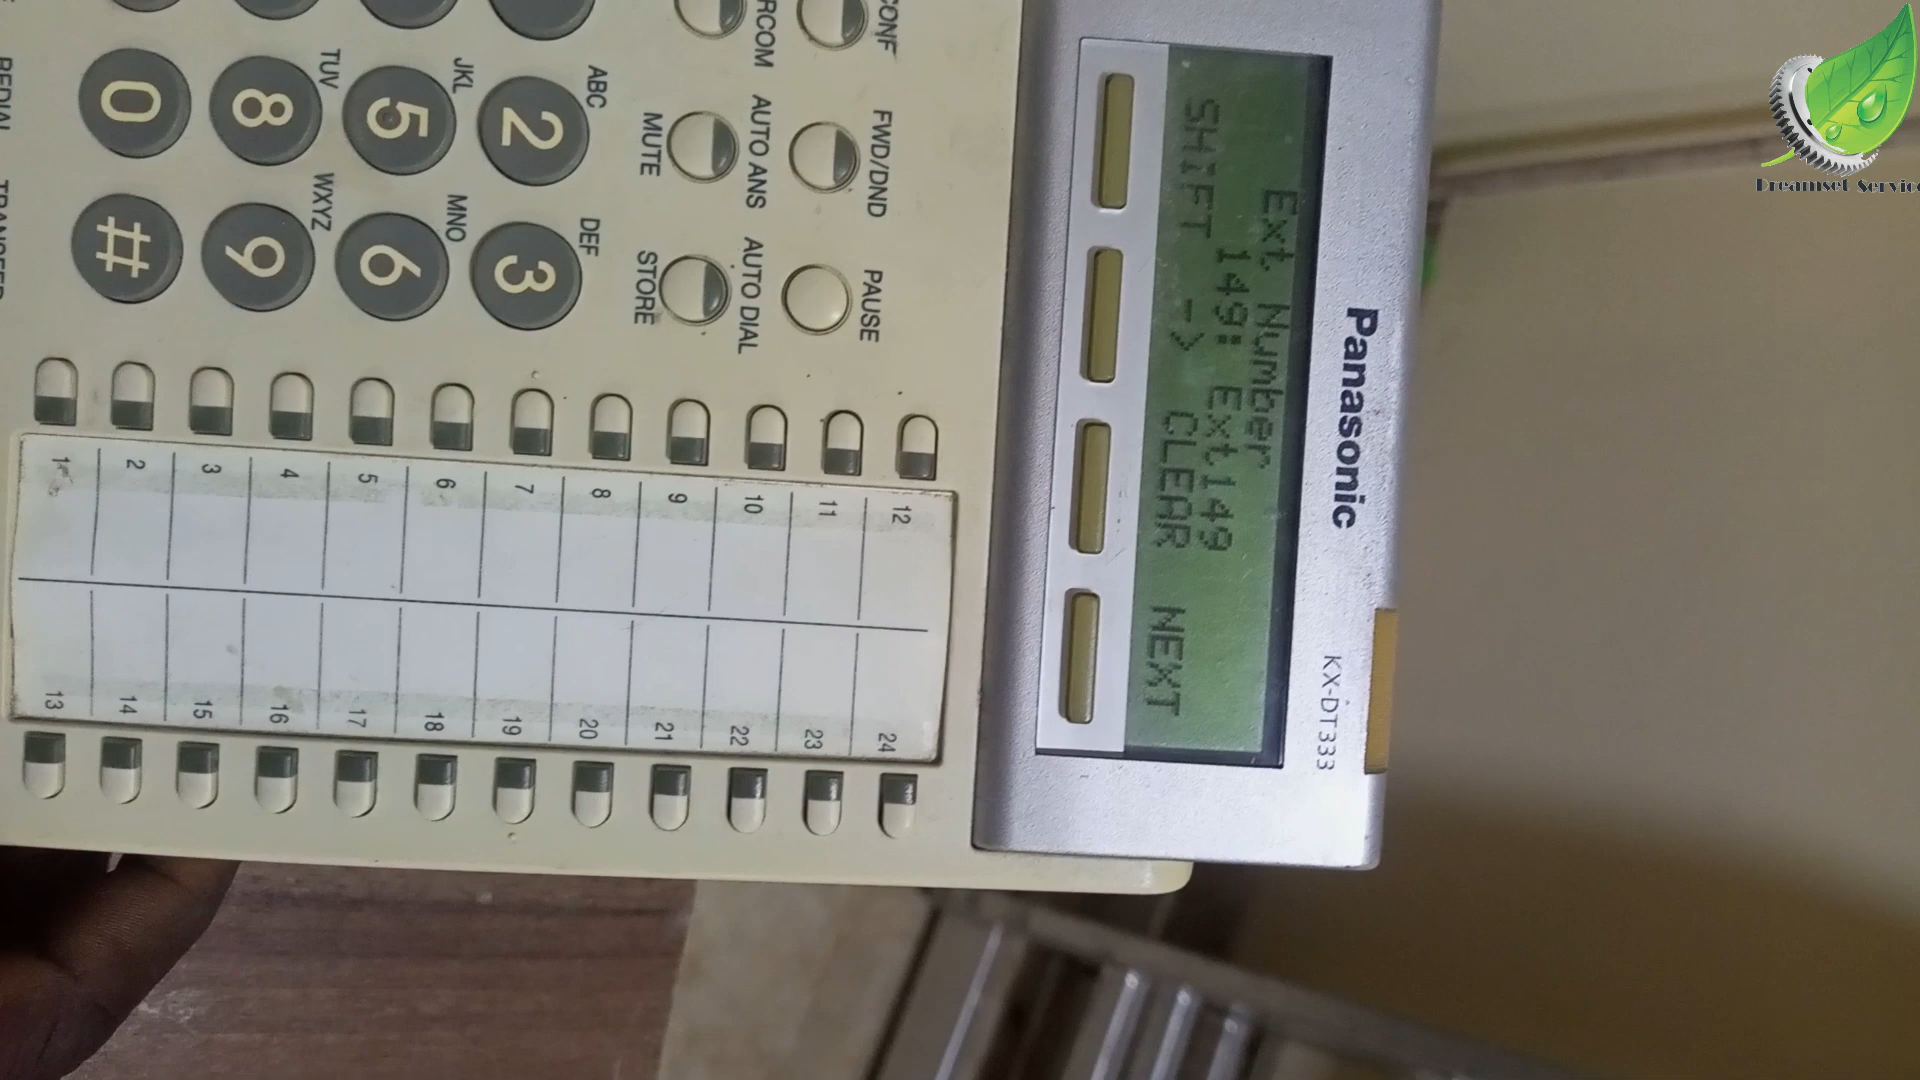 Panasonic
KX-DT333
Ext Number
149: Ext149
SHIFT -> CLEAR NEXT
CONF
FWD/DND
PAUSE
AUTO ANS
MUTE
AUTO DIAL
STORE
ABC
2
DEF
3
JKL
5
MNO
6
TUV
8
WXYZ
9
0
#
REDIAL
1 2 3 4 5 6 7 8 9 10 11 12
13 14 15 16 17 18 19 20 21 22 23 24